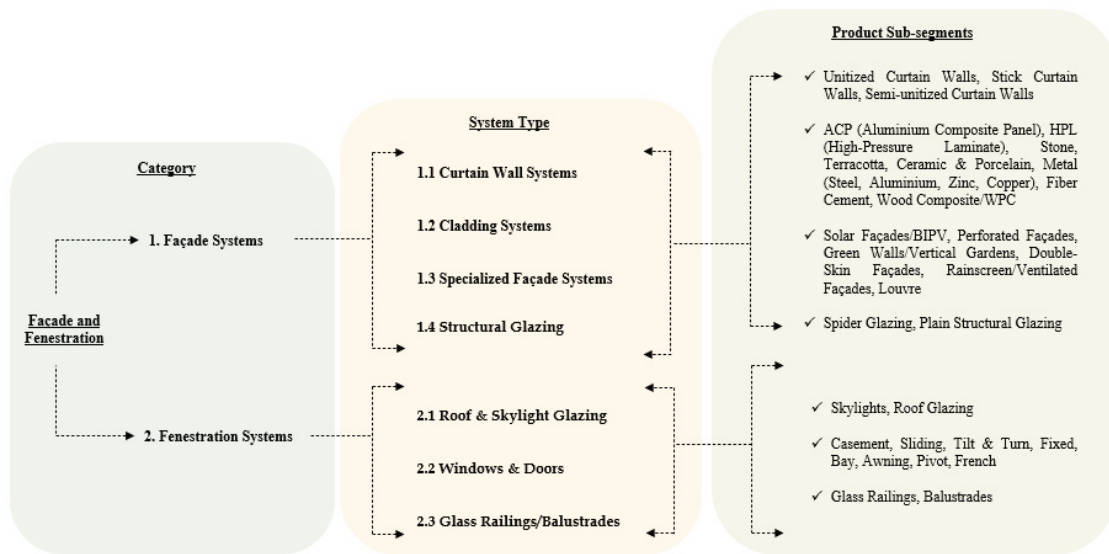 Category
Facade and
Fenestration
1. Façade Systems
2. Fenestration Systems
System Type
1.1 Curtain Wall Systems
1.2 Cladding Systems
1.3 Specialized Façade Systems
1.4 Structural Glazing
2.1 Roof & Skylight Glazing
2.2 Windows & Doors
2.3 Glass Railings/Balustrades
Product Sub-segments
✓ Unitized Curtain Walls, Stick Curtain
Walls, Semi-unitized Curtain Walls
✓ ACP (Aluminium Composite Panel), HPL
(High-Pressure Laminate), Stone,
Terracotta, Ceramic & Porcelain, Metal
(Steel, Aluminium, Zinc, Copper), Fiber
Cement, Wood Composite/WPC
✓ Solar Façades/BIPV, Perforated Façades,
Green Walls/Vertical Gardens, Double-
Skin Façades, Rainscreen/Ventilated
Façades, Louvre
✓ Spider Glazing, Plain Structural Glazing
✓ Skylights, Roof Glazing
✓ Casement, Sliding, Tilt & Turn, Fixed,
Bay, Awning, Pivot, French
✓ Glass Railings, Balustrades